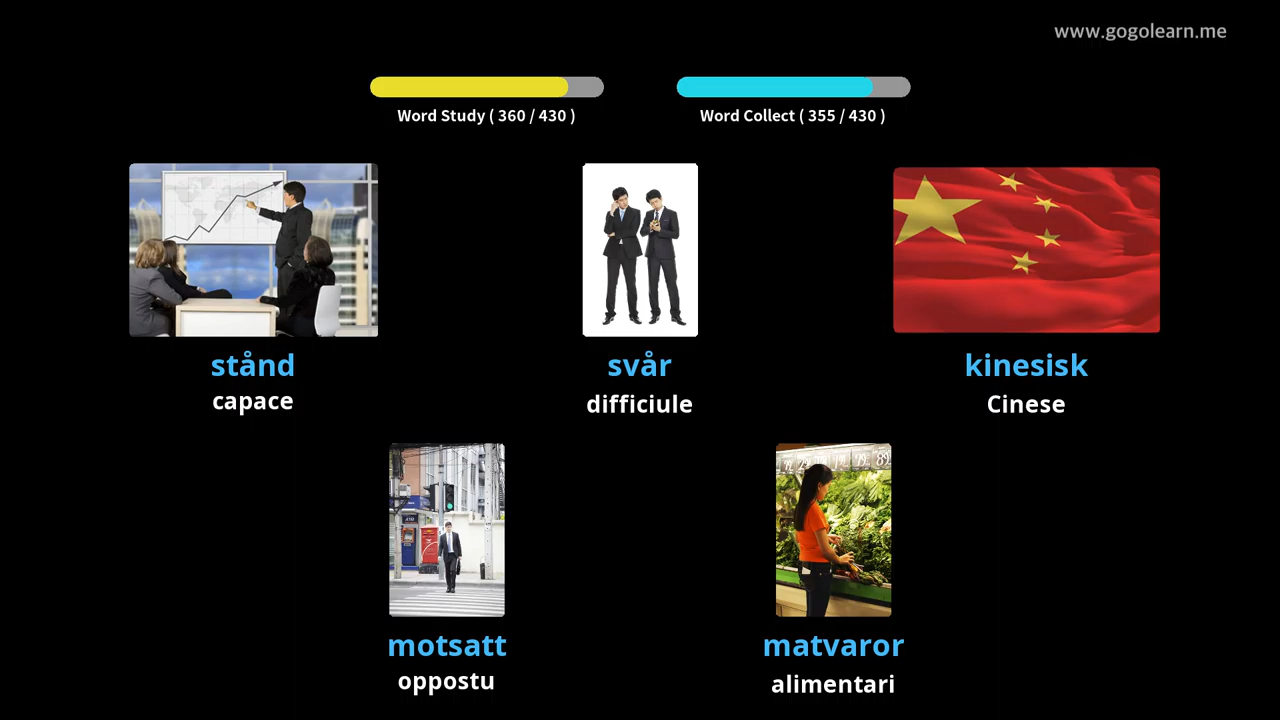 www.gogolearn.me
Word Study ( 360 / 430 )
Word Collect ( 355 / 430 )
stånd
capace
svår
difficiule
kinesisk
Cinese
motsatt
oppostu
matvaror
alimentari